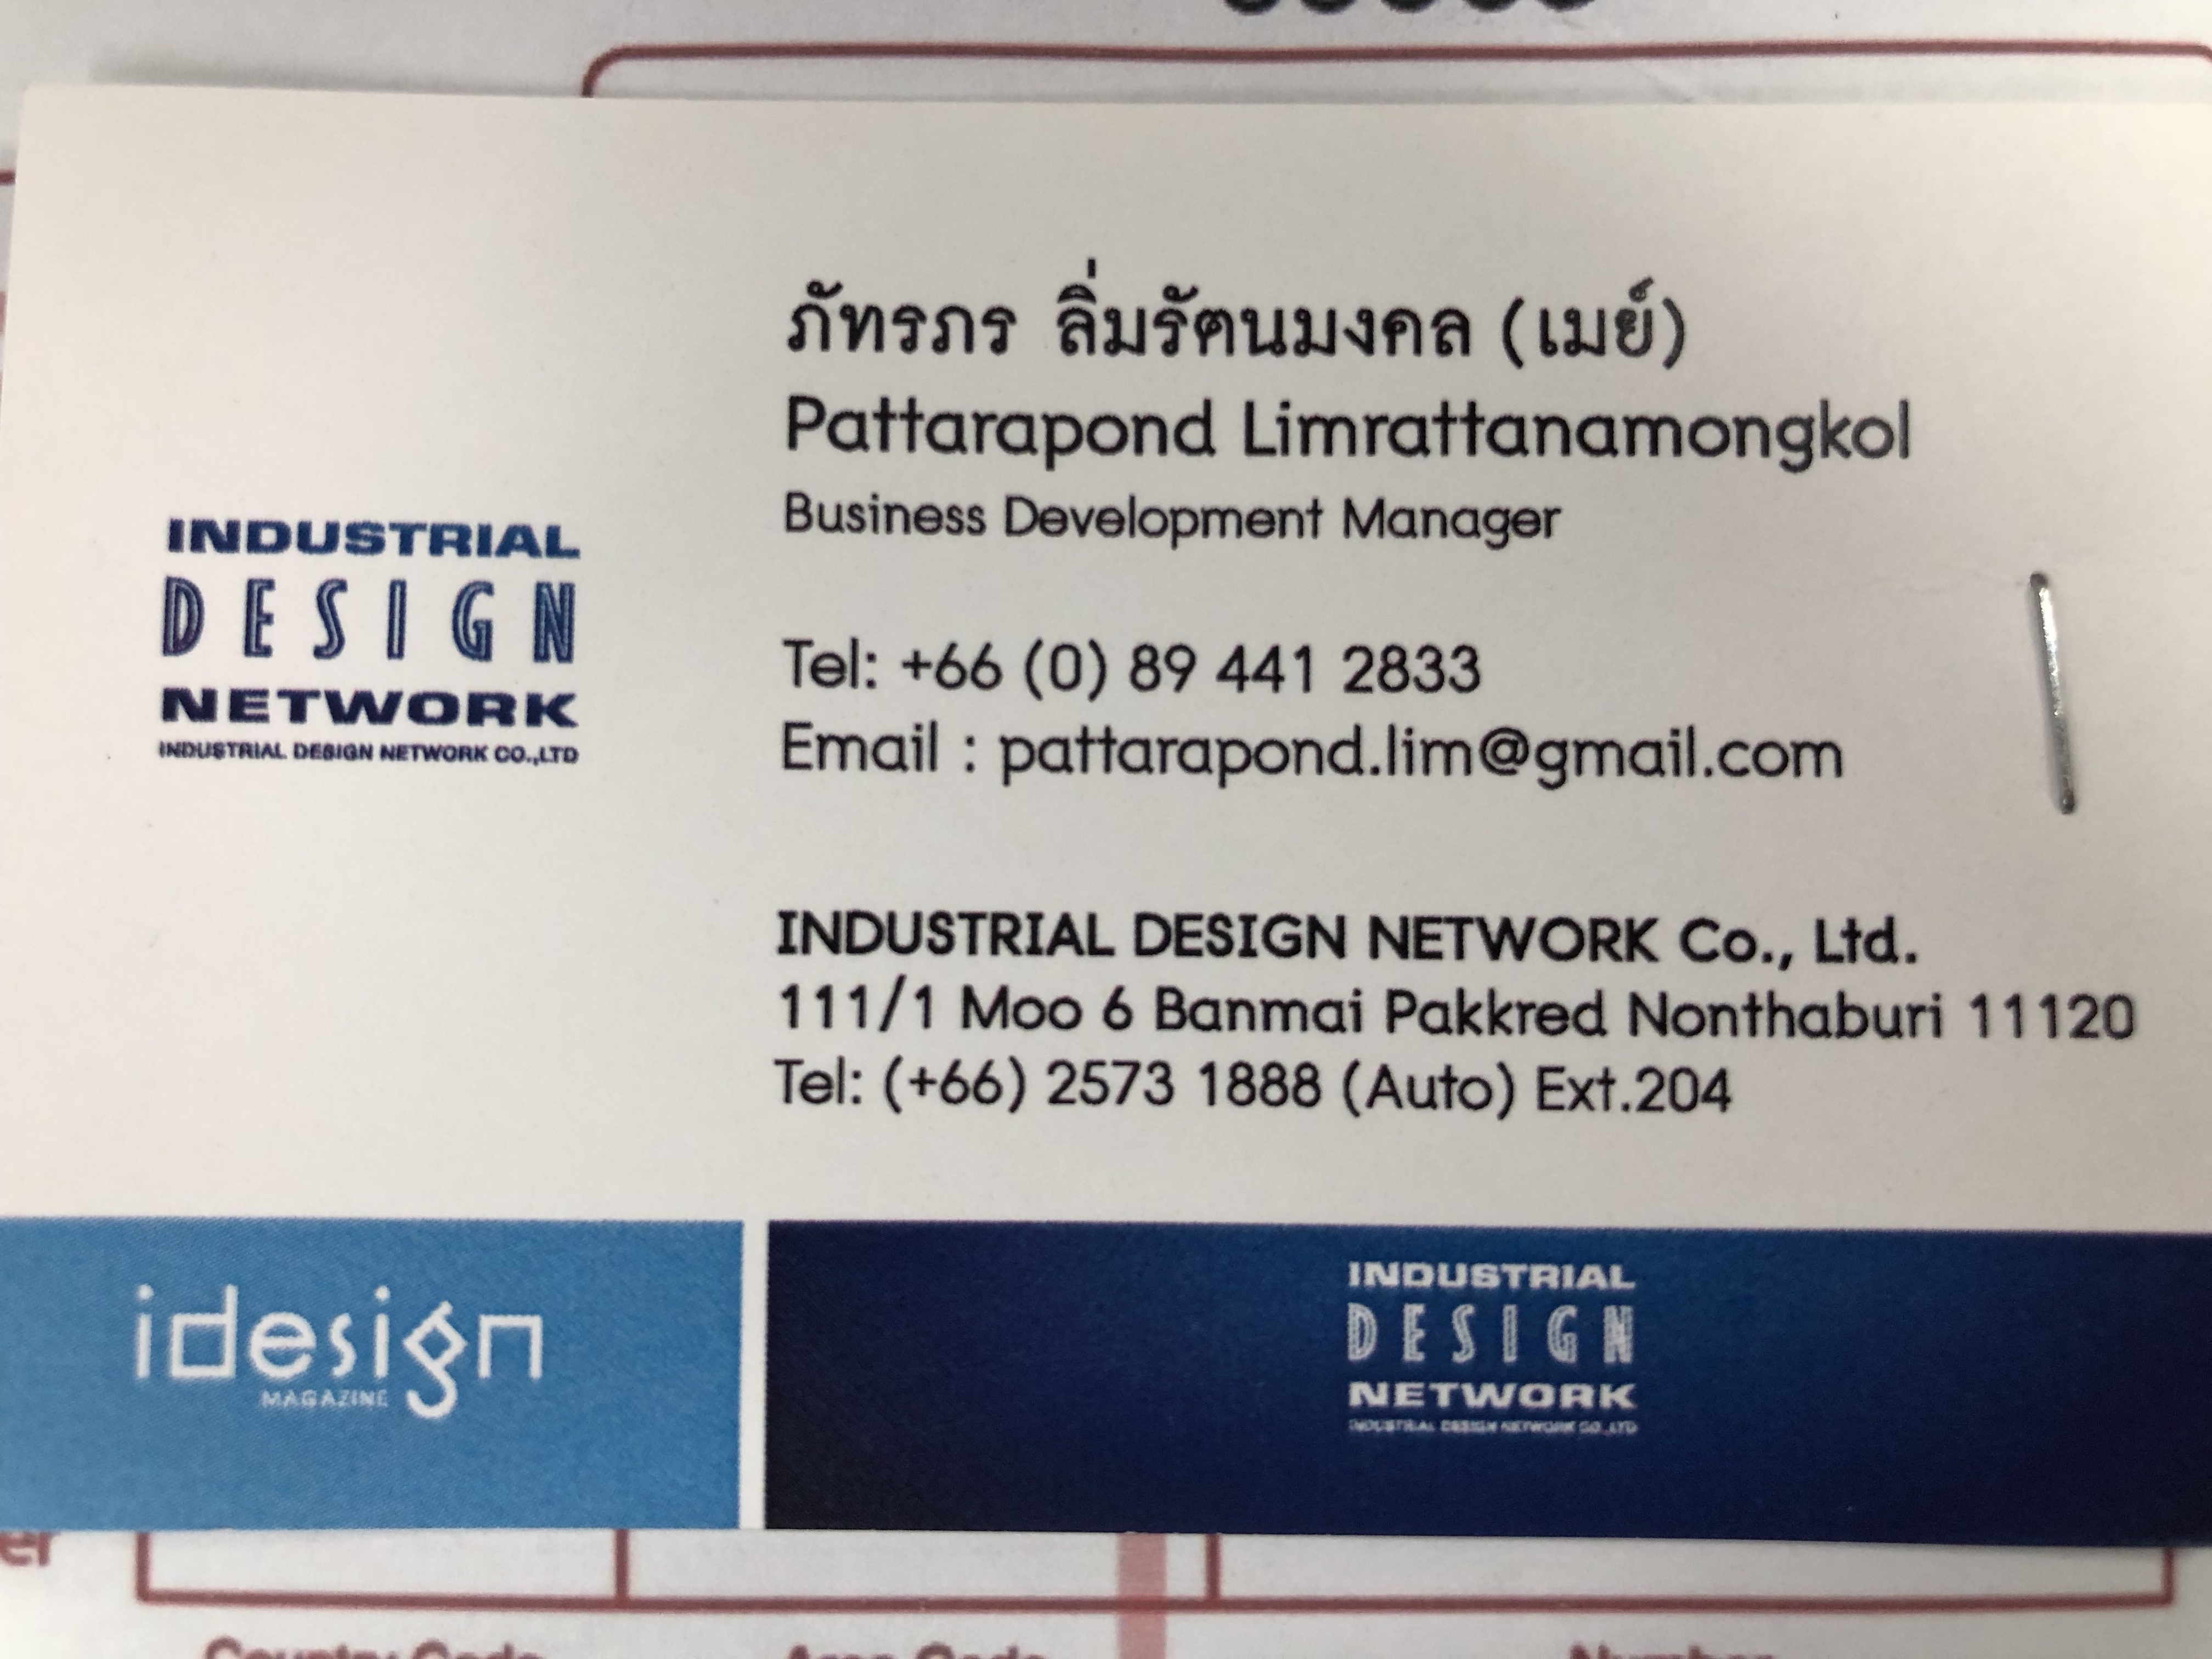 ภัทรภร ลิ่มรัตนมงคล (เมย์)
Pattarapond Limrattanamongkol
Business Development Manager
INDUSTRIAL
DESIGN
NETWORK
INDUSTRIAL DESIGN NETWORK CO.,LTD
Tel: +66 (0) 89 441 2833
Email : pattarapond.lim@gmail.com
INDUSTRIAL DESIGN NETWORK Co., Ltd.
111/1 Moo 6 Banmai Pakkred Nonthaburi 11120
Tel: (+66) 2573 1888 (Auto) Ext.204
idesign
MAGAZINE
INDUSTRIAL
DESIGN
NETWORK
INDUSTRIAL DESIGN NETWORK CO.,LTD
Country Code Area Code Number